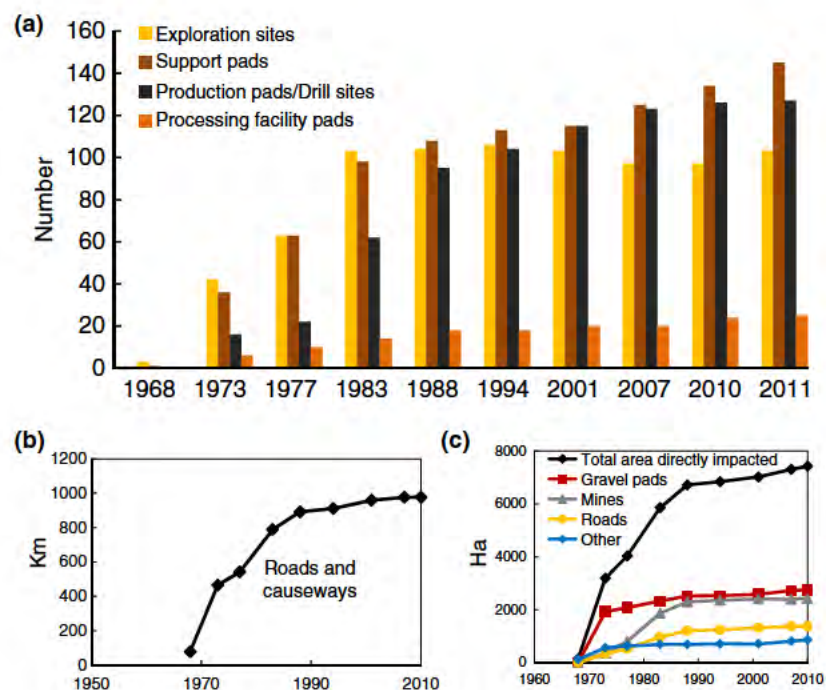 (a)
160
140
120
100
80
60
40
20
0
Number
Exploration sites
Support pads
Production pads/Drill sites
Processing facility pads
1968 1973 1977 1983 1988 1994 2001 2007 2010 2011
(b)
1200
1000
800
600
400
200
0
Km
Roads and
causeways
1950 1970 1990 2010
(c)
8000
6000
4000
2000
0
Ha
Total area directly impacted
Gravel pads
Mines
Roads
Other
1960 1970 1980 1990 2000 2010